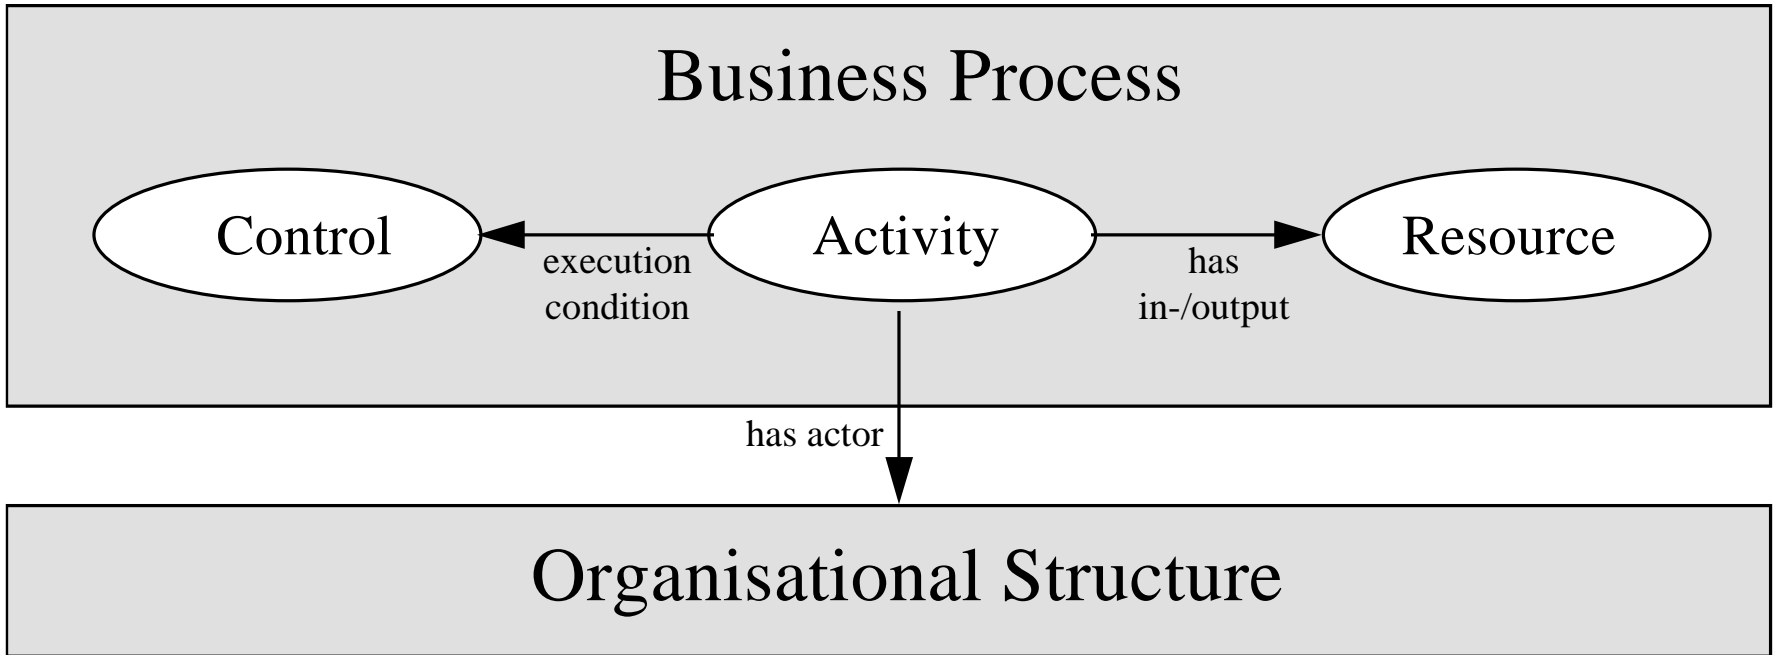 Business Process
Control
Activity
Resource
execution
condition
has
in-/output
has actor
Organisational Structure